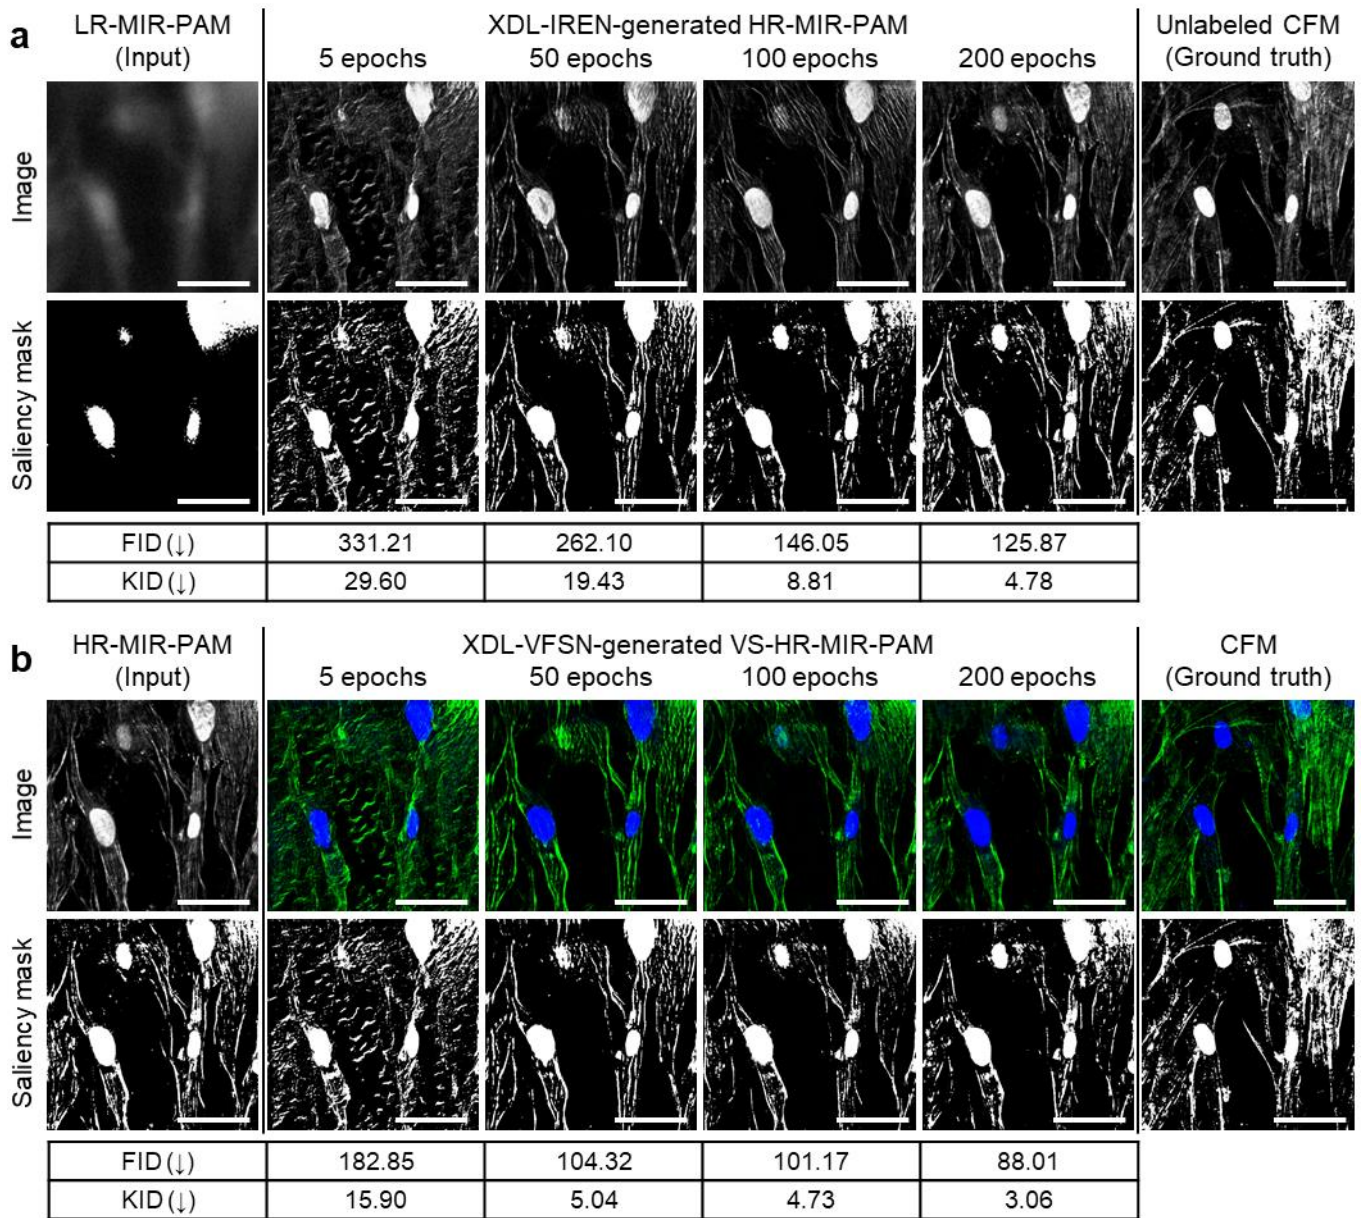 a
LR-MIR-PAM
(Input)
XDL-IREN-generated HR-MIR-PAM
5 epochs 50 epochs 100 epochs 200 epochs
Unlabeled CFM
(Ground truth)
Image
Saliency mask
FID (↓) 331.21 262.10 146.05 125.87
KID (↓) 29.60 19.43 8.81 4.78
b
HR-MIR-PAM
(Input)
XDL-VFSN-generated VS-HR-MIR-PAM
5 epochs 50 epochs 100 epochs 200 epochs
CFM
(Ground truth)
Image
Saliency mask
FID (↓) 182.85 104.32 101.17 88.01
KID (↓) 15.90 5.04 4.73 3.06